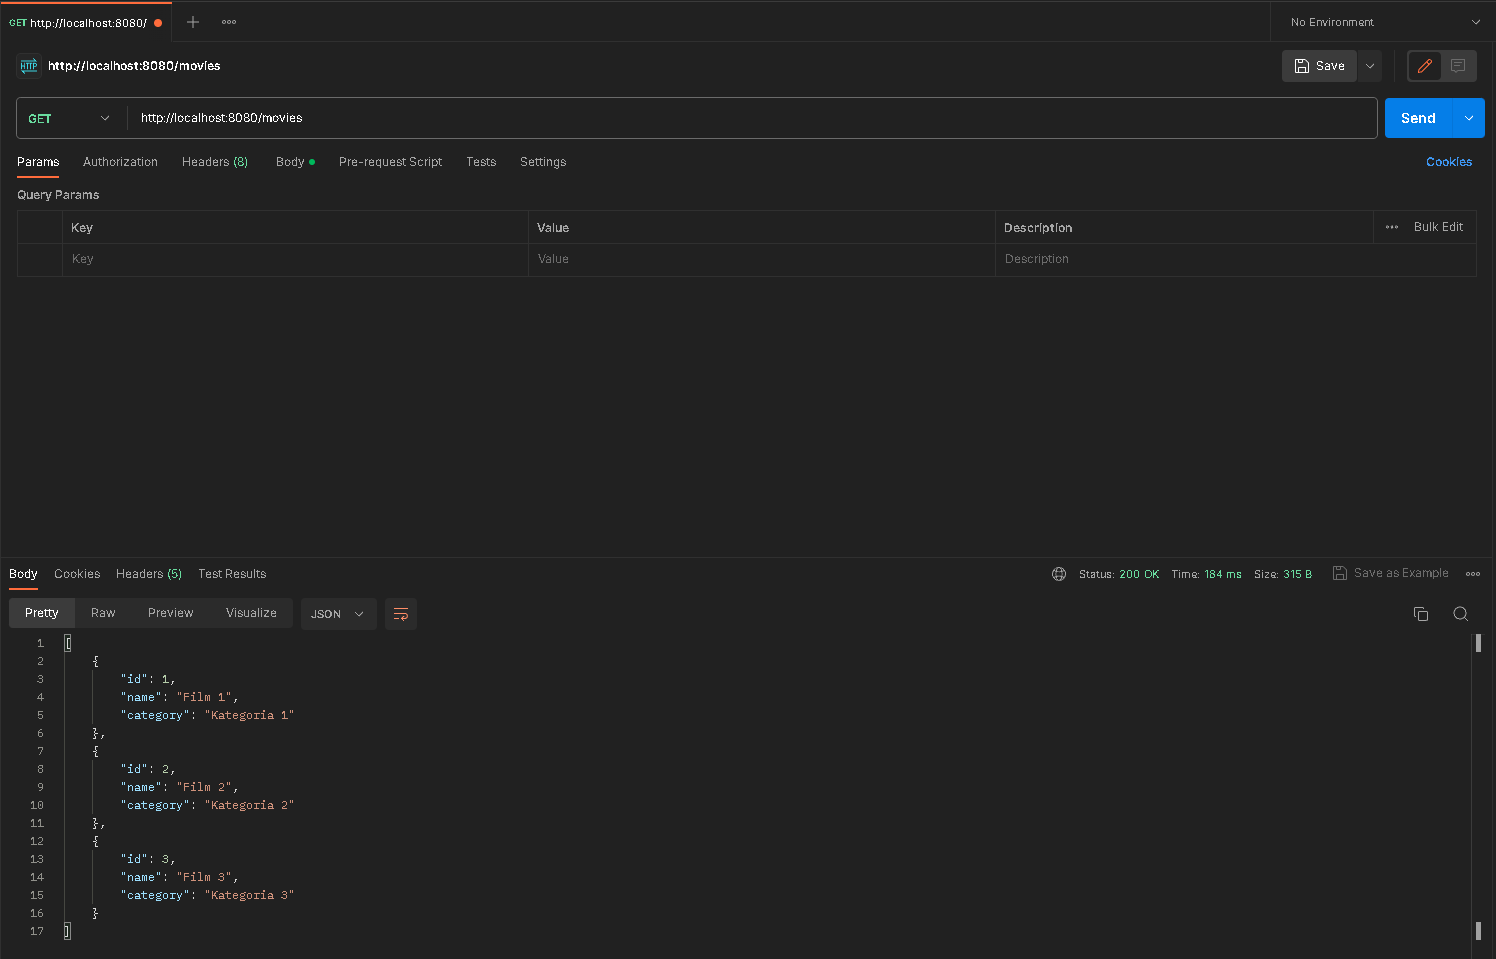 GET http://localhost:8080/
No Environment
HTTP http://localhost:8080/movies
Save
GET http://localhost:8080/movies
Send
Params Authorization Headers (8) Body Pre-request Script Tests Settings Cookies
Query Params
Key Value Description Bulk Edit
Key Value Description
Body Cookies Headers (5) Test Results Status: 200 OK Time: 184 ms Size: 315 B Save as Example
Pretty Raw Preview Visualize JSON
1 [
2 {
3 "id": 1,
4 "name": "Film 1",
5 "category": "Kategoria 1"
6 },
7 {
8 "id": 2,
9 "name": "Film 2",
10 "category": "Kategoria 2"
11 },
12 {
13 "id": 3,
14 "name": "Film 3",
15 "category": "Kategoria 3"
16 }
17 ]